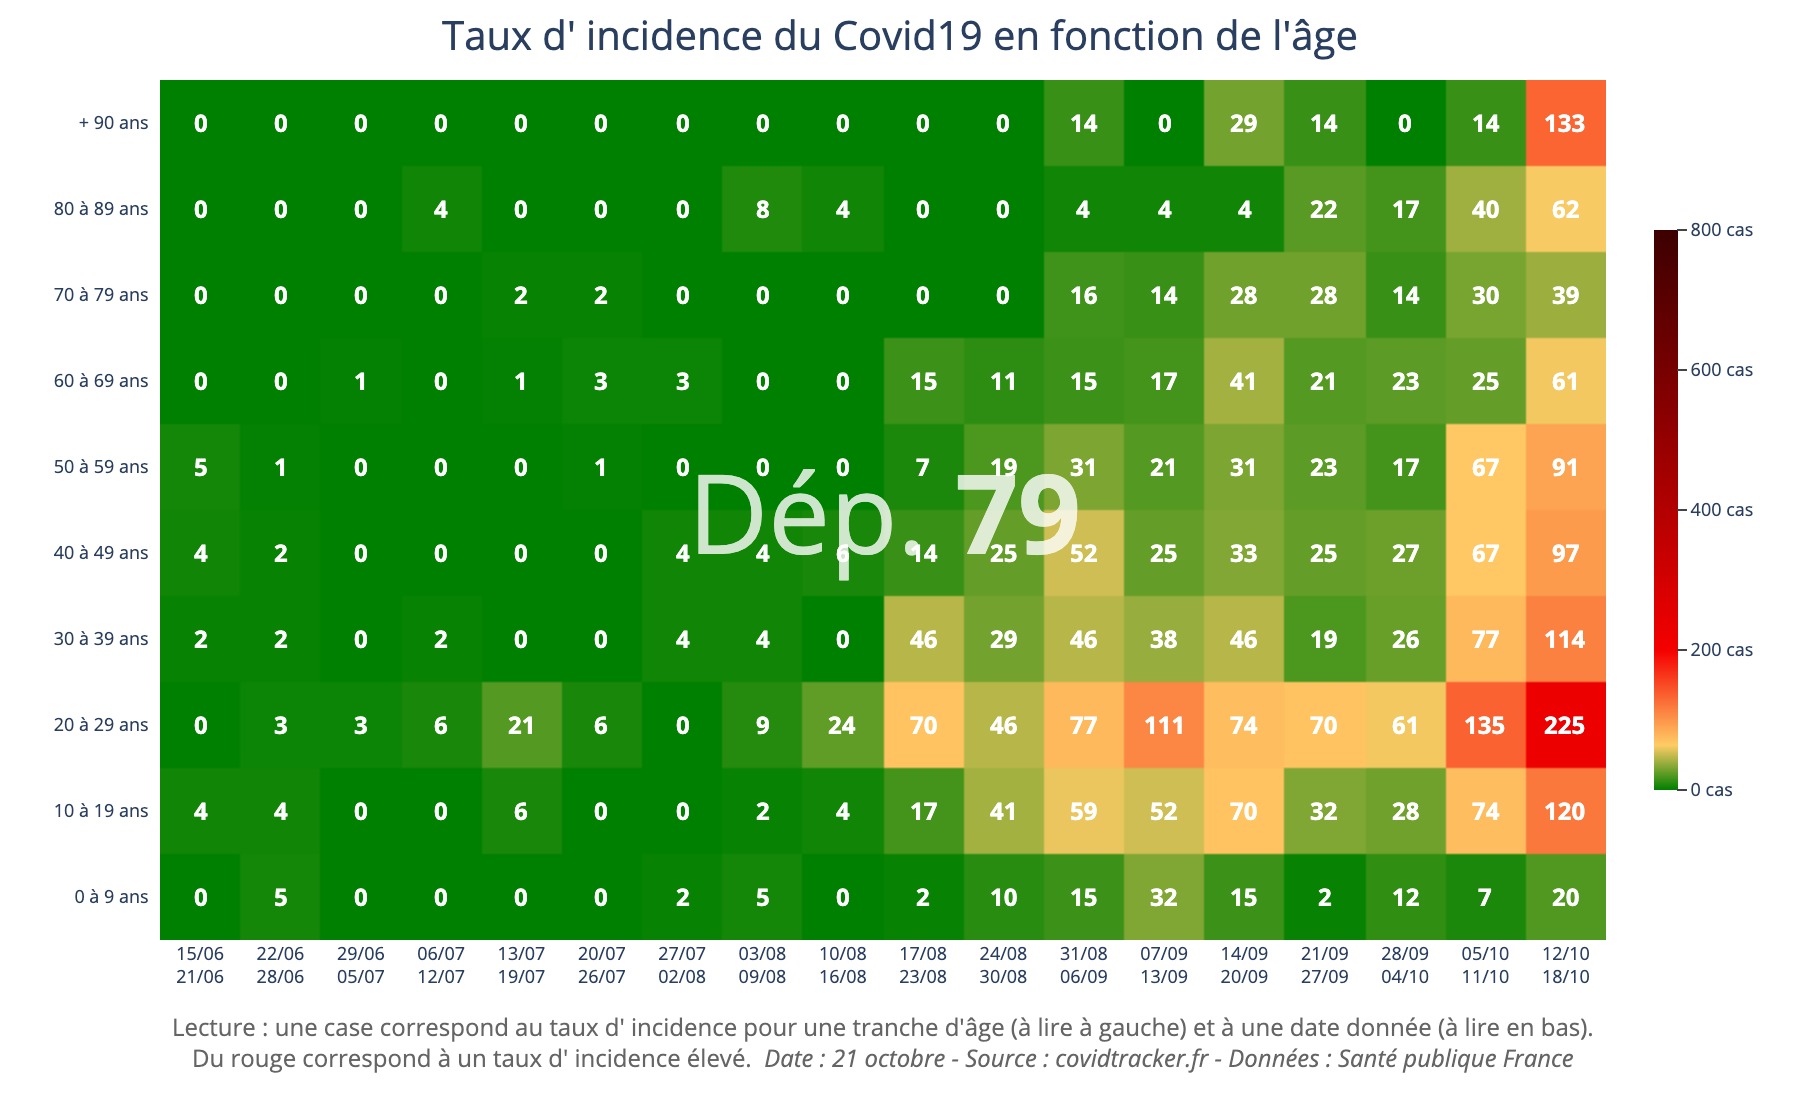 Taux d' incidence du Covid19 en fonction de l'âge
+ 90 ans 0 0 0 0 0 0 0 0 0 0 0 14 0 29 14 0 14 133
80 à 89 ans 0 0 0 4 0 0 0 8 4 0 0 4 4 4 22 17 40 62
70 à 79 ans 0 0 0 0 2 2 0 0 0 0 0 16 14 28 28 14 30 39
60 à 69 ans 0 0 1 0 1 3 3 0 0 15 11 15 17 41 21 23 25 61
50 à 59 ans 5 1 0 0 0 1 0 0 0 7 19 31 21 31 23 17 67 91
Dép. 79
40 à 49 ans 4 2 0 0 0 0 4 4 6 14 25 52 25 33 25 27 67 97
30 à 39 ans 2 2 0 2 0 0 4 4 0 46 29 46 38 46 19 26 77 114
20 à 29 ans 0 3 3 6 21 6 0 9 24 70 46 77 111 74 70 61 135 225
10 à 19 ans 4 4 0 0 6 0 0 2 4 17 41 59 52 70 32 28 74 120
0 à 9 ans 0 5 0 0 0 0 2 5 0 2 10 15 32 15 2 12 7 20
15/06 22/06 29/06 06/07 13/07 20/07 27/07 03/08 10/08 17/08 24/08 31/08 07/09 14/09 21/09 28/09 05/10 12/10
21/06 28/06 05/07 12/07 19/07 26/07 02/08 09/08 16/08 23/08 30/08 06/09 13/09 20/09 27/09 04/10 11/10 18/10
800 cas
600 cas
400 cas
200 cas
0 cas
Lecture : une case correspond au taux d' incidence pour une tranche d'âge (à lire à gauche) et à une date donnée (à lire en bas).
Du rouge correspond à un taux d' incidence élevé. Date : 21 octobre - Source : covidtracker.fr - Données : Santé publique France